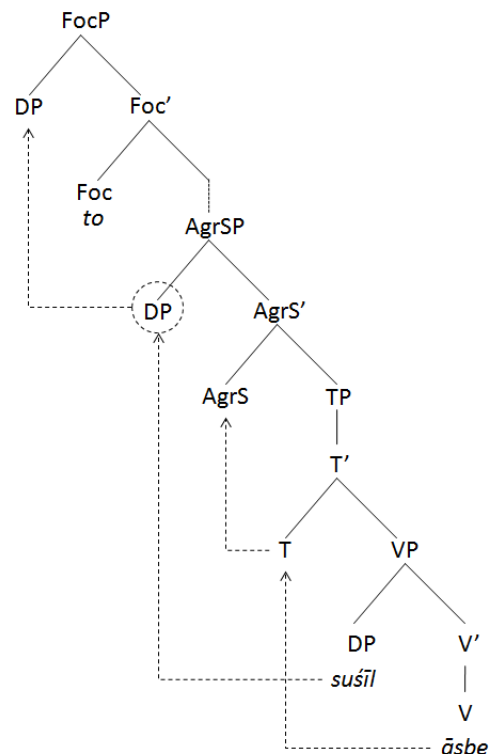 FocP
DP Foc’
Foc
to
AgrSP
DP AgrS’
AgrS TP
T’
T VP
DP V’
suśīl
V
āsbe